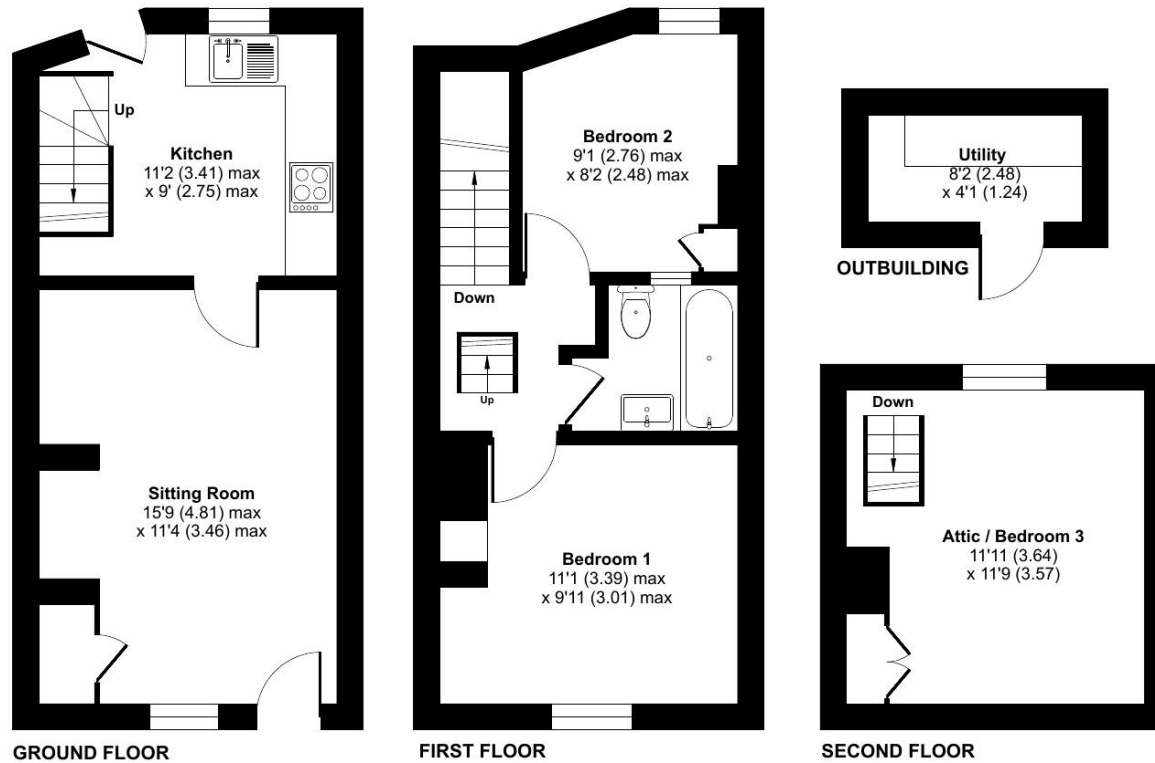 Up
Kitchen
11'2 (3.41) max
x 9' (2.75) max
Sitting Room
15'9 (4.81) max
x 11'4 (3.46) max
GROUND FLOOR
Bedroom 2
9'1 (2.76) max
x 8'2 (2.48) max
Down
Up
Bedroom 1
11'1 (3.39) max
x 9'11 (3.01) max
FIRST FLOOR
Utility
8'2 (2.48)
x 4'1 (1.24)
OUTBUILDING
Down
Attic / Bedroom 3
11'11 (3.64)
x 11'9 (3.57)
SECOND FLOOR